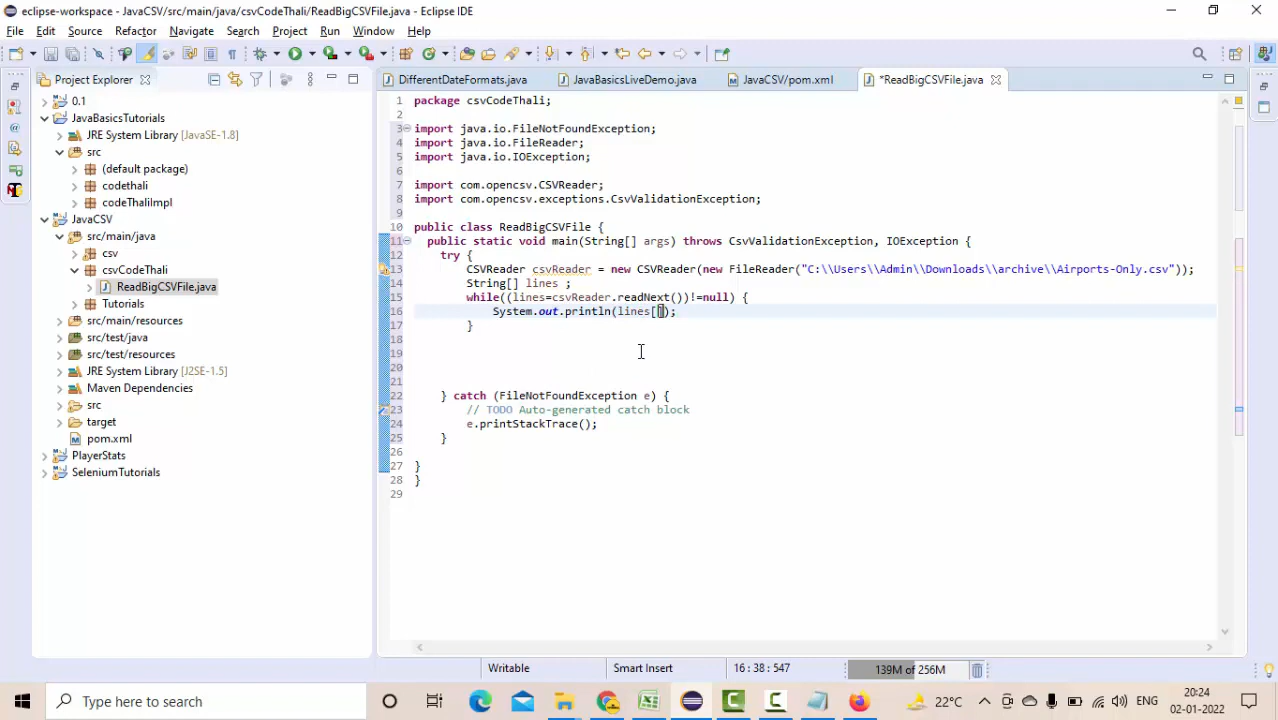 eclipse-workspace - JavaCSV/src/main/java/csvCodeThali/ReadBigCSVFile.java - Eclipse IDE
File Edit Source Refactor Navigate Search Project Run Window Help
Project Explorer
DifferentDateFormats.java
JavaBasicsLiveDemo.java
JavaCSV/pom.xml
*ReadBigCSVFile.java
0.1
JavaBasicsTutorials
JRE System Library [JavaSE-1.8]
src
(default package)
codethali
codeThaliImpl
JavaCSV
src/main/java
csv
csvCodeThali
ReadBigCSVFile.java
Tutorials
src/main/resources
src/test/java
src/test/resources
JRE System Library [J2SE-1.5]
Maven Dependencies
src
target
pom.xml
PlayerStats
SeleniumTutorials
1 package csvCodeThali;
2
3 import java.io.FileNotFoundException;
4 import java.io.FileReader;
5 import java.io.IOException;
6
7 import com.opencsv.CSVReader;
8 import com.opencsv.exceptions.CsvValidationException;
9
10 public class ReadBigCSVFile {
11 public static void main(String[] args) throws CsvValidationException, IOException {
12 try {
13 CSVReader csvReader = new CSVReader(new FileReader("C:\\Users\\Admin\\Downloads\\archive\\Airports-Only.csv"));
14 String[] lines ;
15 while((lines=csvReader.readNext())!=null) {
16 System.out.println(lines[]);
17 }
18
19
20
21
22 } catch (FileNotFoundException e) {
23 // TODO Auto-generated catch block
24 e.printStackTrace();
25 }
26
27 }
28 }
29
Writable
Smart Insert
16 : 38 : 547
139M of 256M
Type here to search
22°C
ENG
20:24
02-01-2022